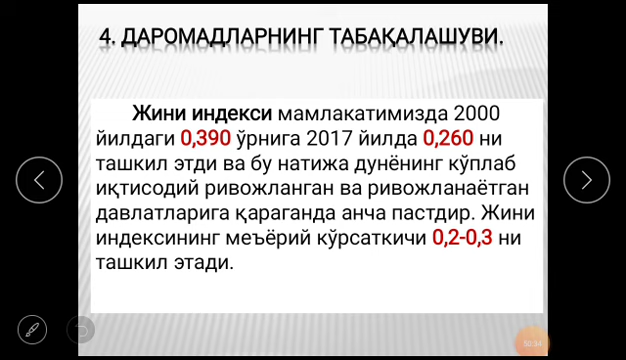 4. ДАРОМАДЛАРНИНГ ТАБАҚАЛАШУВИ.
Жини индекси мамлакатимизда 2000
йилдаги 0,390 ўрнига 2017 йилда 0,260 ни
ташкил этди ва бу натижа дунёнинг кўплаб
иқтисодий ривожланган ва ривожланаётган
давлатларига қараганда анча пастдир. Жини
индексининг меъёрий кўрсаткичи 0,2-0,3 ни
ташкил этади.
50:34